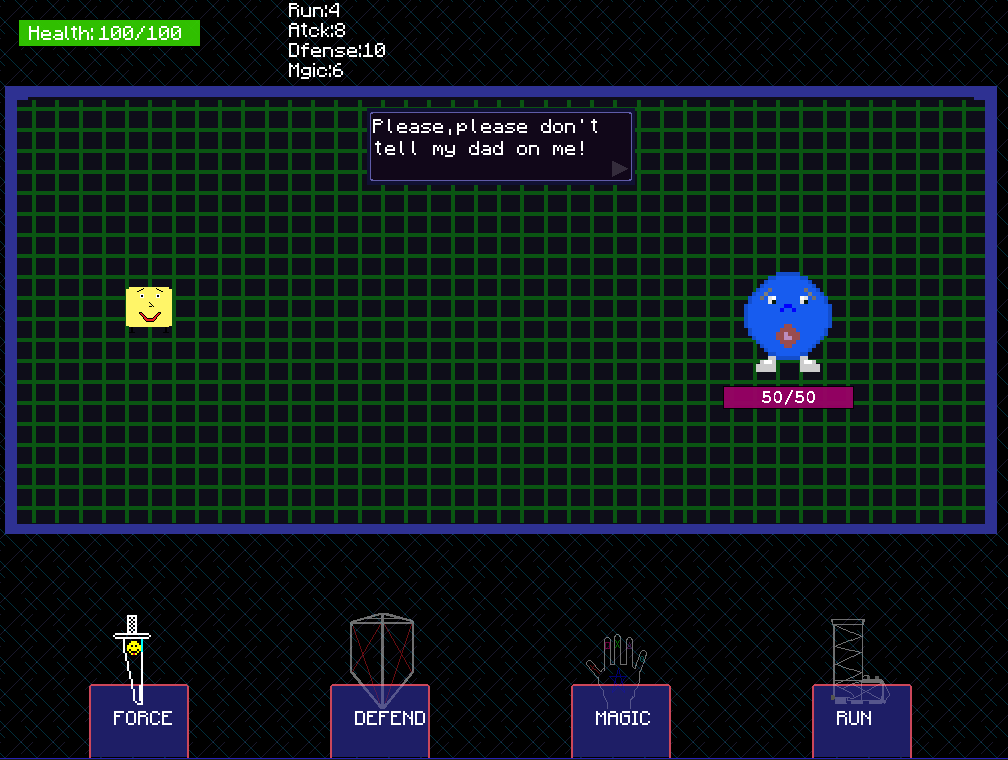 Health:100/100
Run:4
Atck:8
Dfense:10
Mgic:6
Please,please don't
tell my dad on me!
50/50
FORCE
DEFEND
MAGIC
RUN